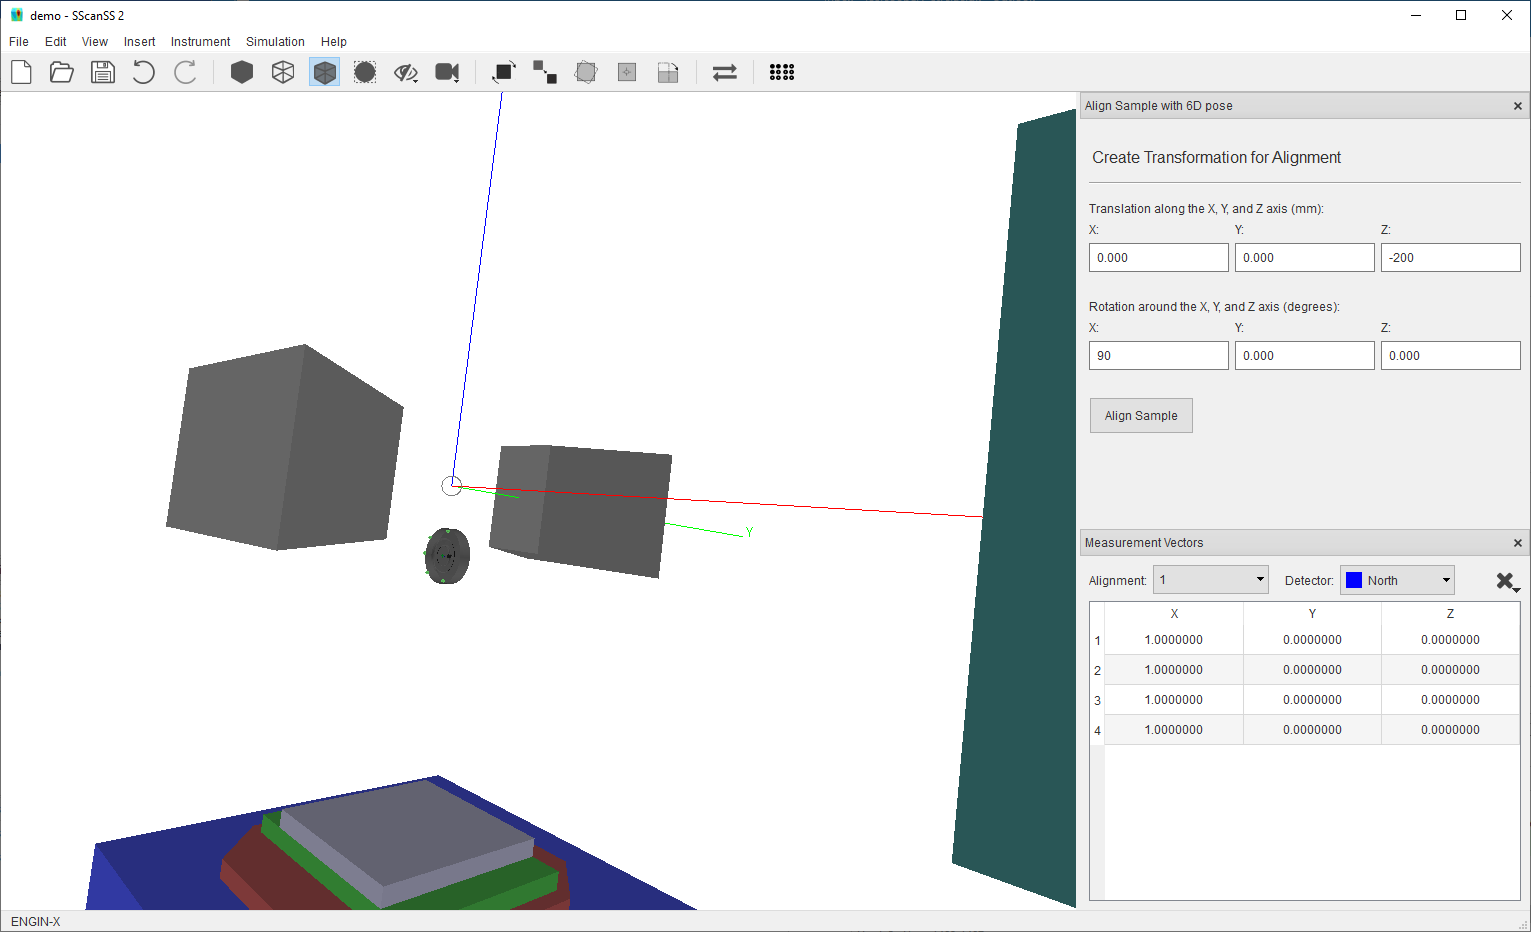 demo - SScanSS 2
File Edit View Insert Instrument Simulation Help
Align Sample with 6D pose
Create Transformation for Alignment
Translation along the X, Y, and Z axis (mm):
X: Y: Z:
0.000 0.000 -200
Rotation around the X, Y, and Z axis (degrees):
X: Y: Z:
90 0.000 0.000
Align Sample
Y
Measurement Vectors
Alignment: 1 Detector: North
X Y Z
1 1.0000000 0.0000000 0.0000000
2 1.0000000 0.0000000 0.0000000
3 1.0000000 0.0000000 0.0000000
4 1.0000000 0.0000000 0.0000000
ENGIN-X